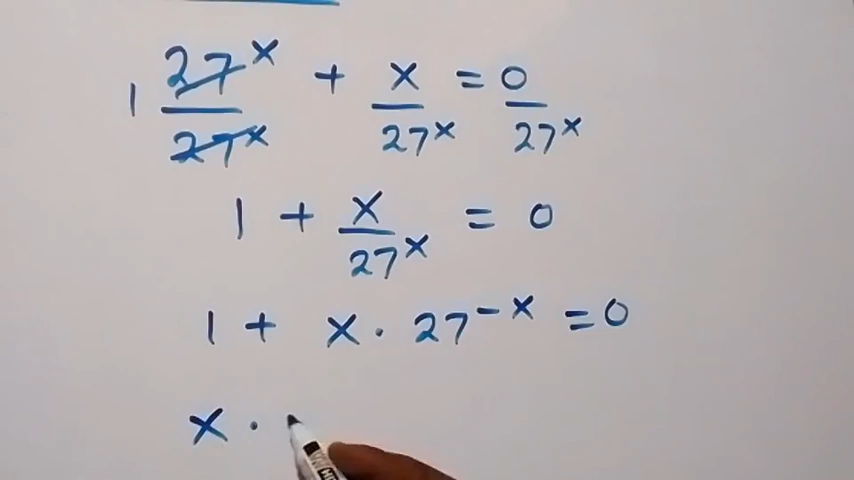 1 27^x/27^x + x/27^x = 0/27^x
1 + x/27^x = 0
1 + x · 27^-x = 0
x ·